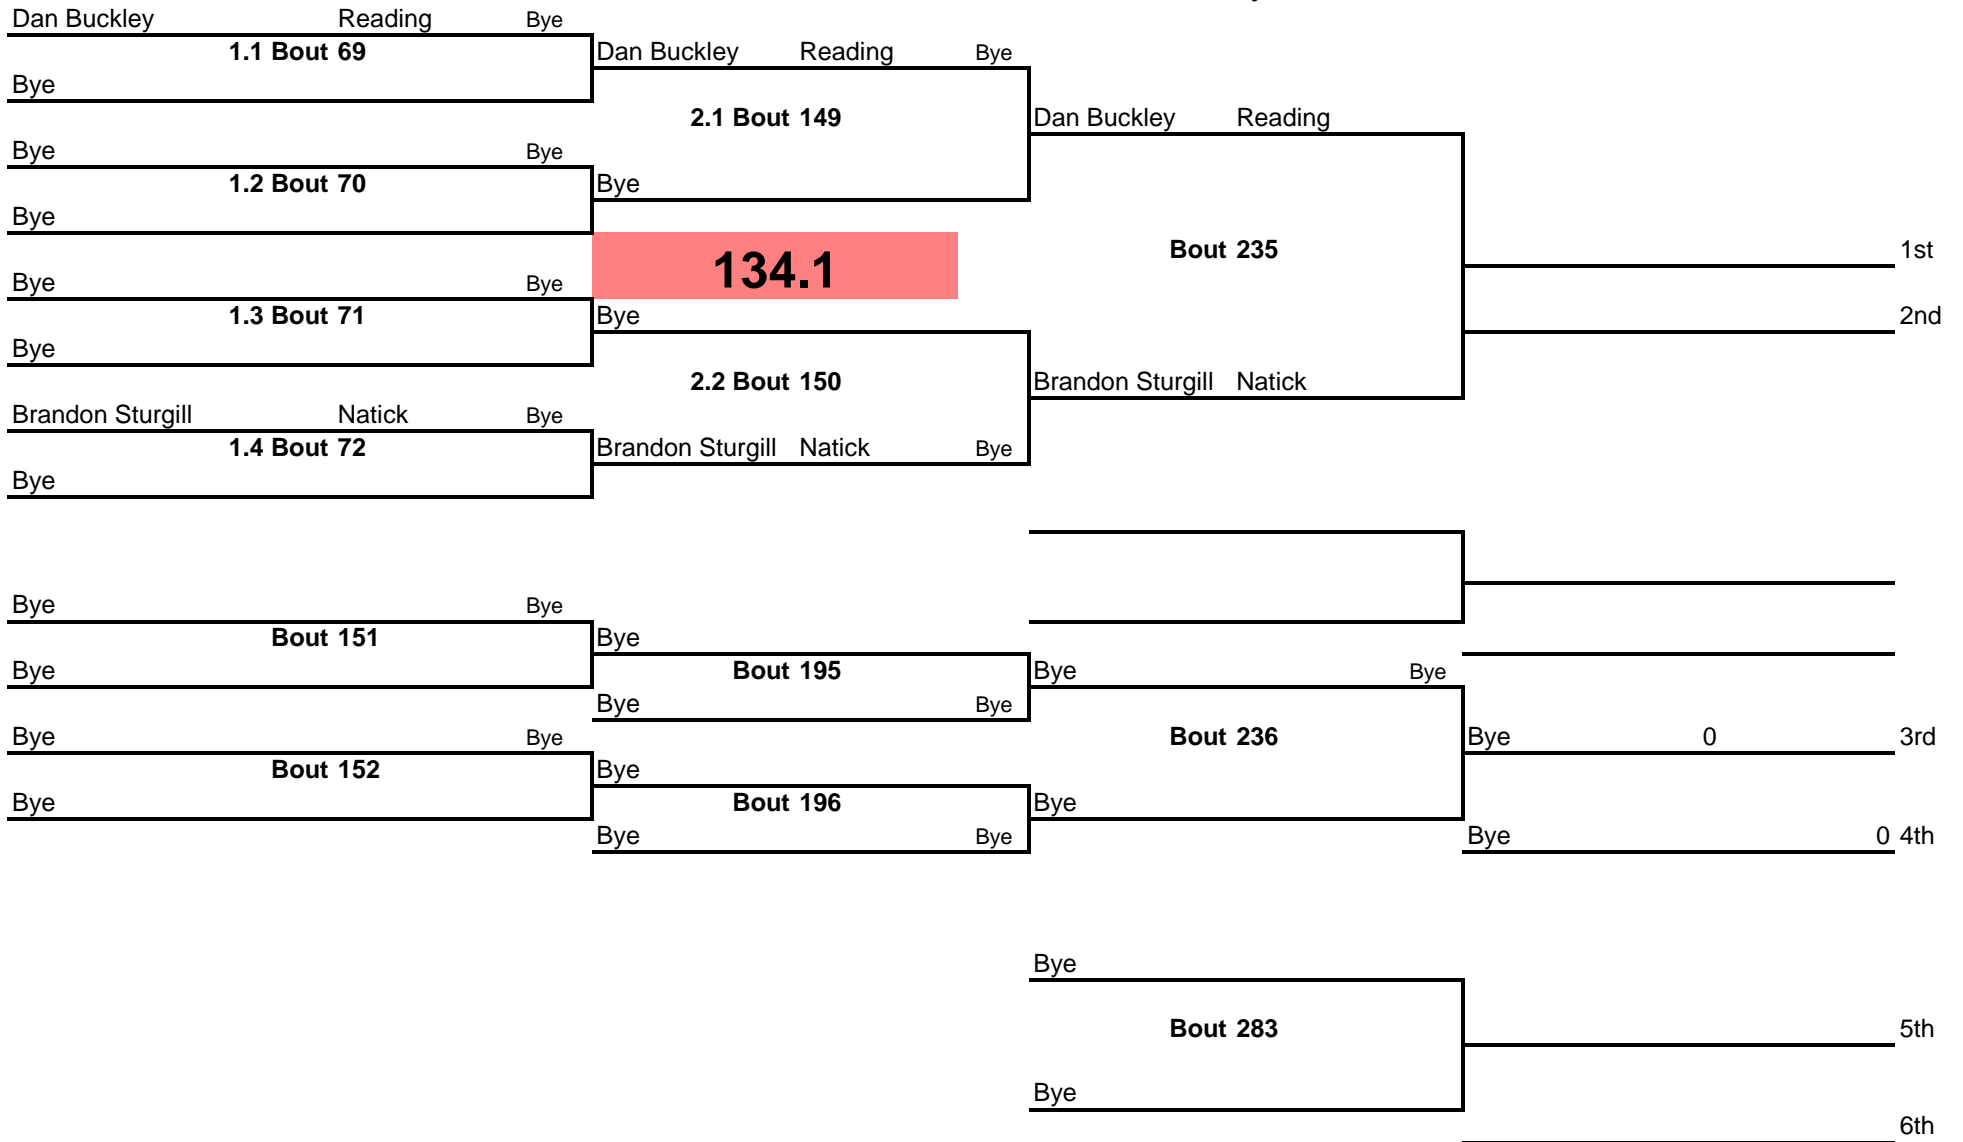 Dan Buckley Reading Bye
1.1 Bout 69 Dan Buckley Reading Bye
Bye
2.1 Bout 149 Dan Buckley Reading
Bye Bye
1.2 Bout 70 Bye
Bye
134.1 Bout 235 1st
Bye Bye
1.3 Bout 71 Bye 2nd
Bye
2.2 Bout 150 Brandon Sturgill Natick
Brandon Sturgill Natick Bye
1.4 Bout 72 Brandon Sturgill Natick Bye
Bye
Bye Bye
Bout 151 Bye
Bye Bout 195 Bye Bye
Bye Bye
Bye Bye Bout 236 Bye 0 3rd
Bout 152 Bye
Bye Bout 196 Bye
Bye Bye Bye 0 4th
Bye
Bout 283 5th
Bye
6th